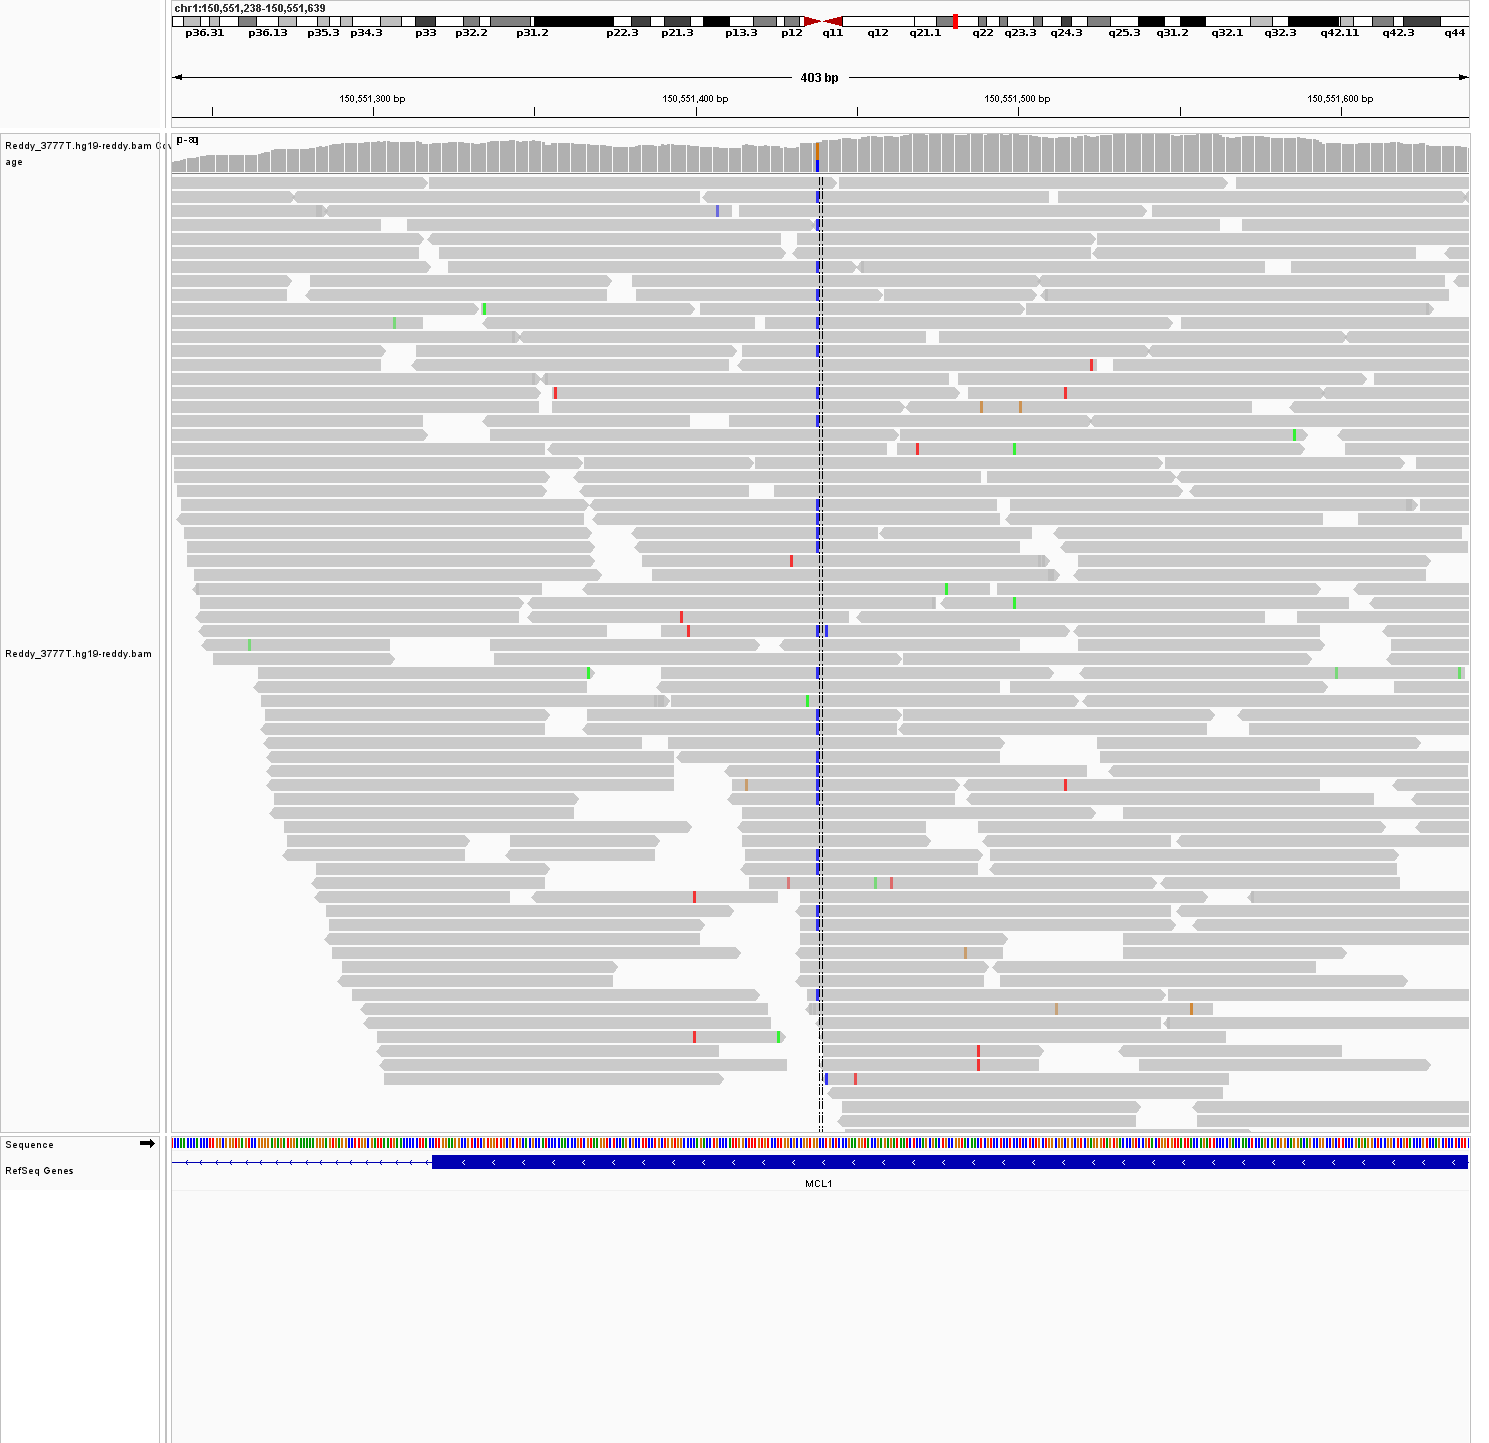 chr1:150,551,238-150,551,639
p36.31 p36.13 p35.3 p34.3 p33 p32.2 p31.2 p22.3 p21.3 p13.3 p12 q11 q12 q21.1 q22 q23.3 q24.3 q25.3 q31.2 q32.1 q32.3 q42.11 q42.3 q44
403 bp
150,551,300 bp 150,551,400 bp 150,551,500 bp 150,551,600 bp
Reddy_3777T.hg19-reddy.bam Cov
age
Reddy_3777T.hg19-reddy.bam
Sequence
RefSeq Genes
MCL1